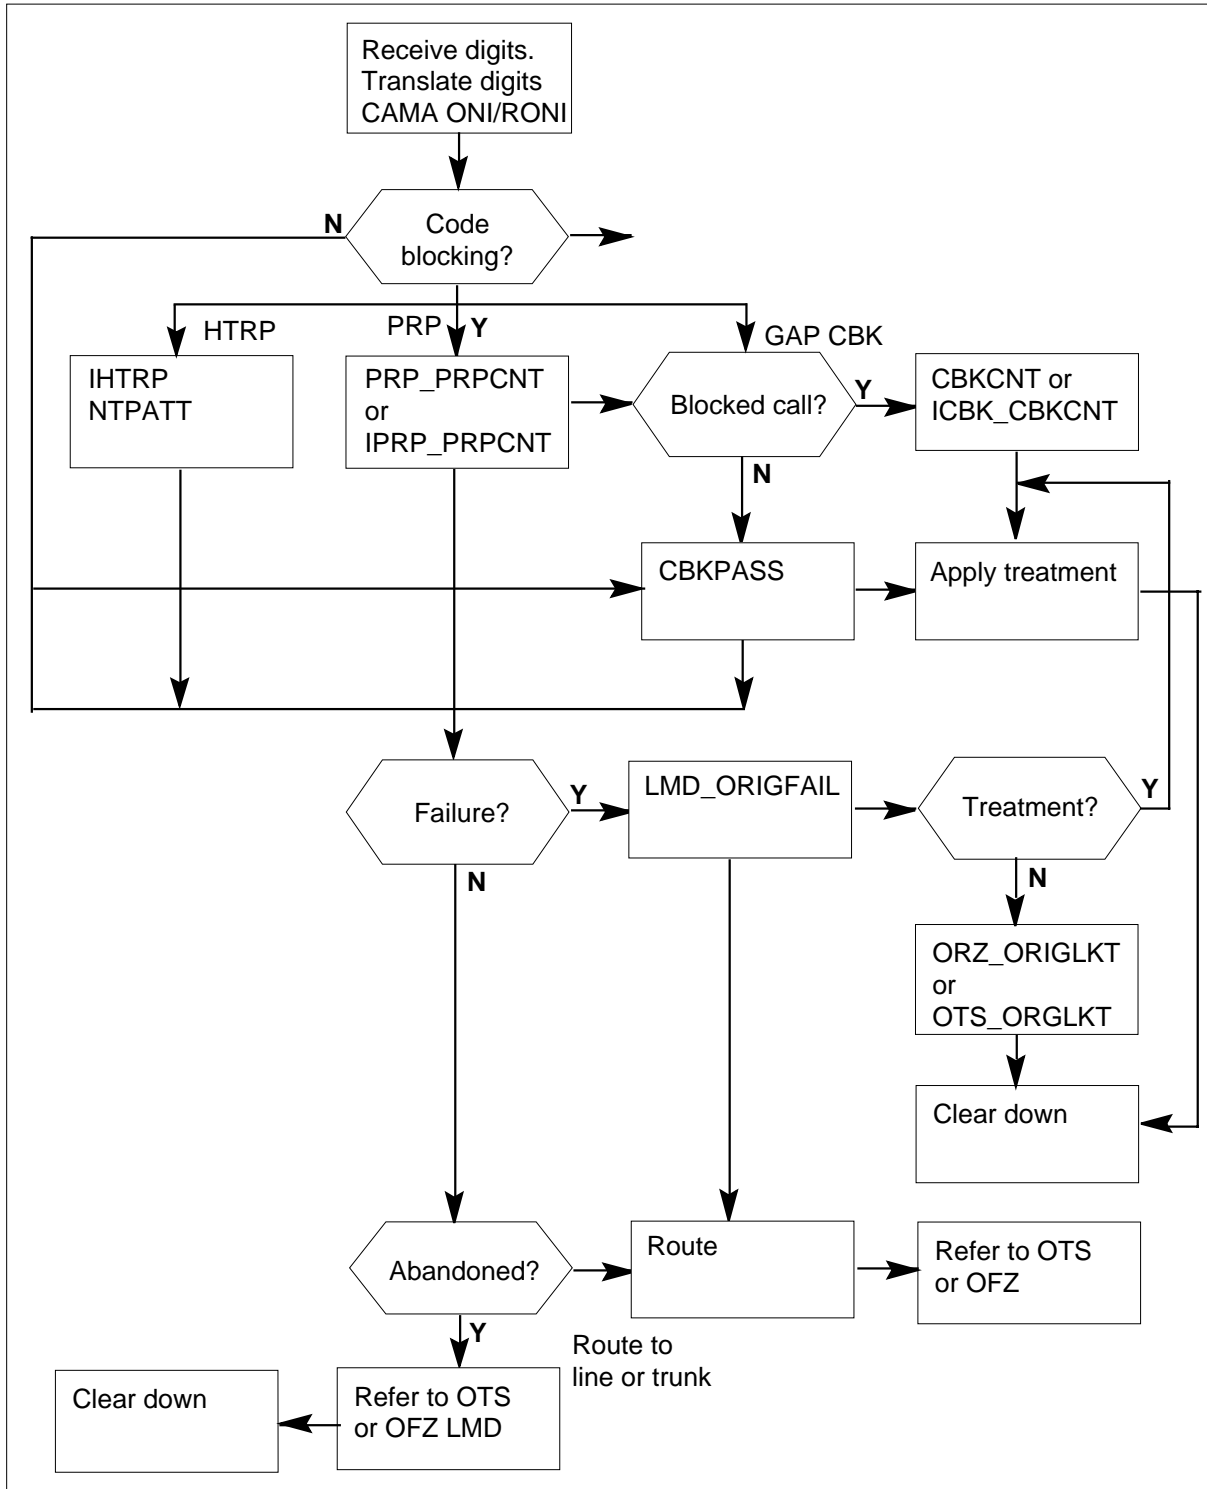 Receive digits.
Translate digits
CAMA ONI/RONI
N
Code
blocking?
HTRP
PRP
Y
GAP CBK
IHTRP
NTPATT
PRP_PRPCNT
or
IPRP_PRPCNT
Blocked call?
Y
CBKCNT or
ICBK_CBKCNT
N
CBKPASS
Apply treatment
Failure?
Y
LMD_ORIGFAIL
Treatment?
Y
N
N
ORZ_ORIGLKT
or
OTS_ORGLKT
Clear down
Abandoned?
Route
Refer to OTS
or OFZ
Y
Route to
line or trunk
Clear down
Refer to OTS
or OFZ LMD